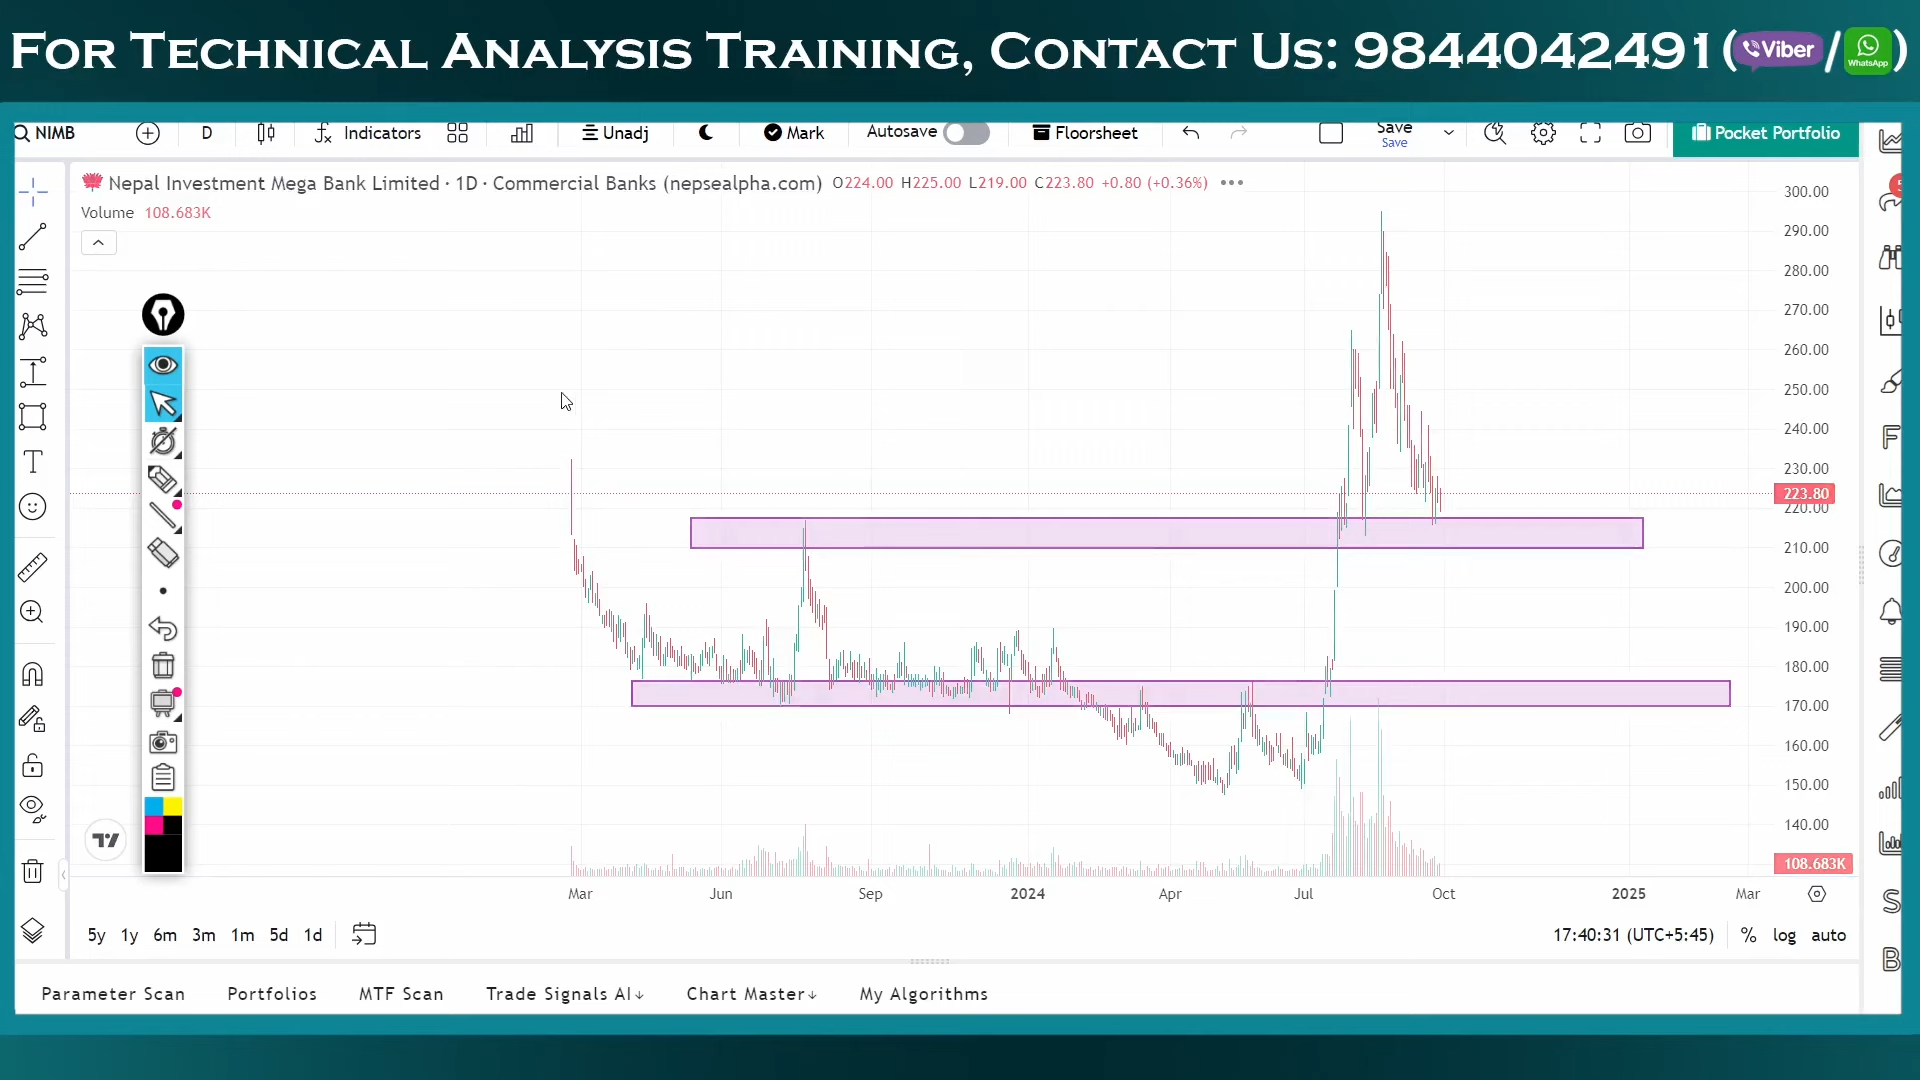 FOR TECHNICAL ANALYSIS TRAINING, CONTACT US: 9844042491(Viber/WhatsApp)
NIMB D Indicators Unadj Mark Autosave Floorsheet Save Save Pocket Portfolio
Nepal Investment Mega Bank Limited · 1D · Commercial Banks (nepsealpha.com) O224.00 H225.00 L219.00 C223.80 +0.80 (+0.36%)
Volume 108.683K
300.00
290.00
280.00
270.00
260.00
250.00
240.00
230.00
223.80
220.00
210.00
200.00
190.00
180.00
170.00
160.00
150.00
140.00
108.683K
Mar Jun Sep 2024 Apr Jul Oct 2025 Mar
5y 1y 6m 3m 1m 5d 1d 17:40:31 (UTC+5:45) % log auto
Parameter Scan Portfolios MTF Scan Trade Signals AI↓ Chart Master↓ My Algorithms
T
F
S
B